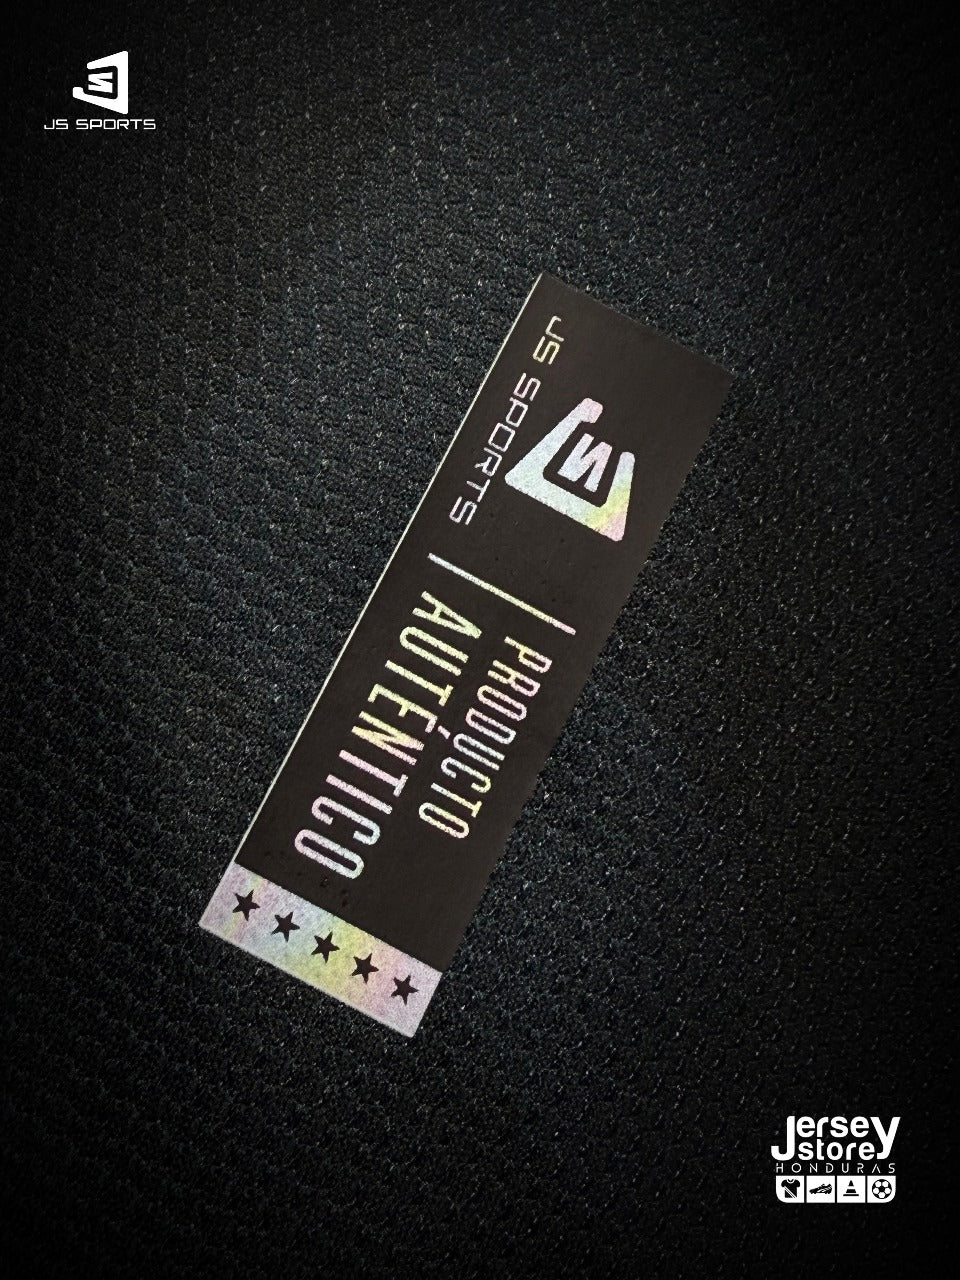 JS SPORTS
JS SPORTS
PRODUCTO
AUTÉNTICO
Jersey
store
HONDURAS